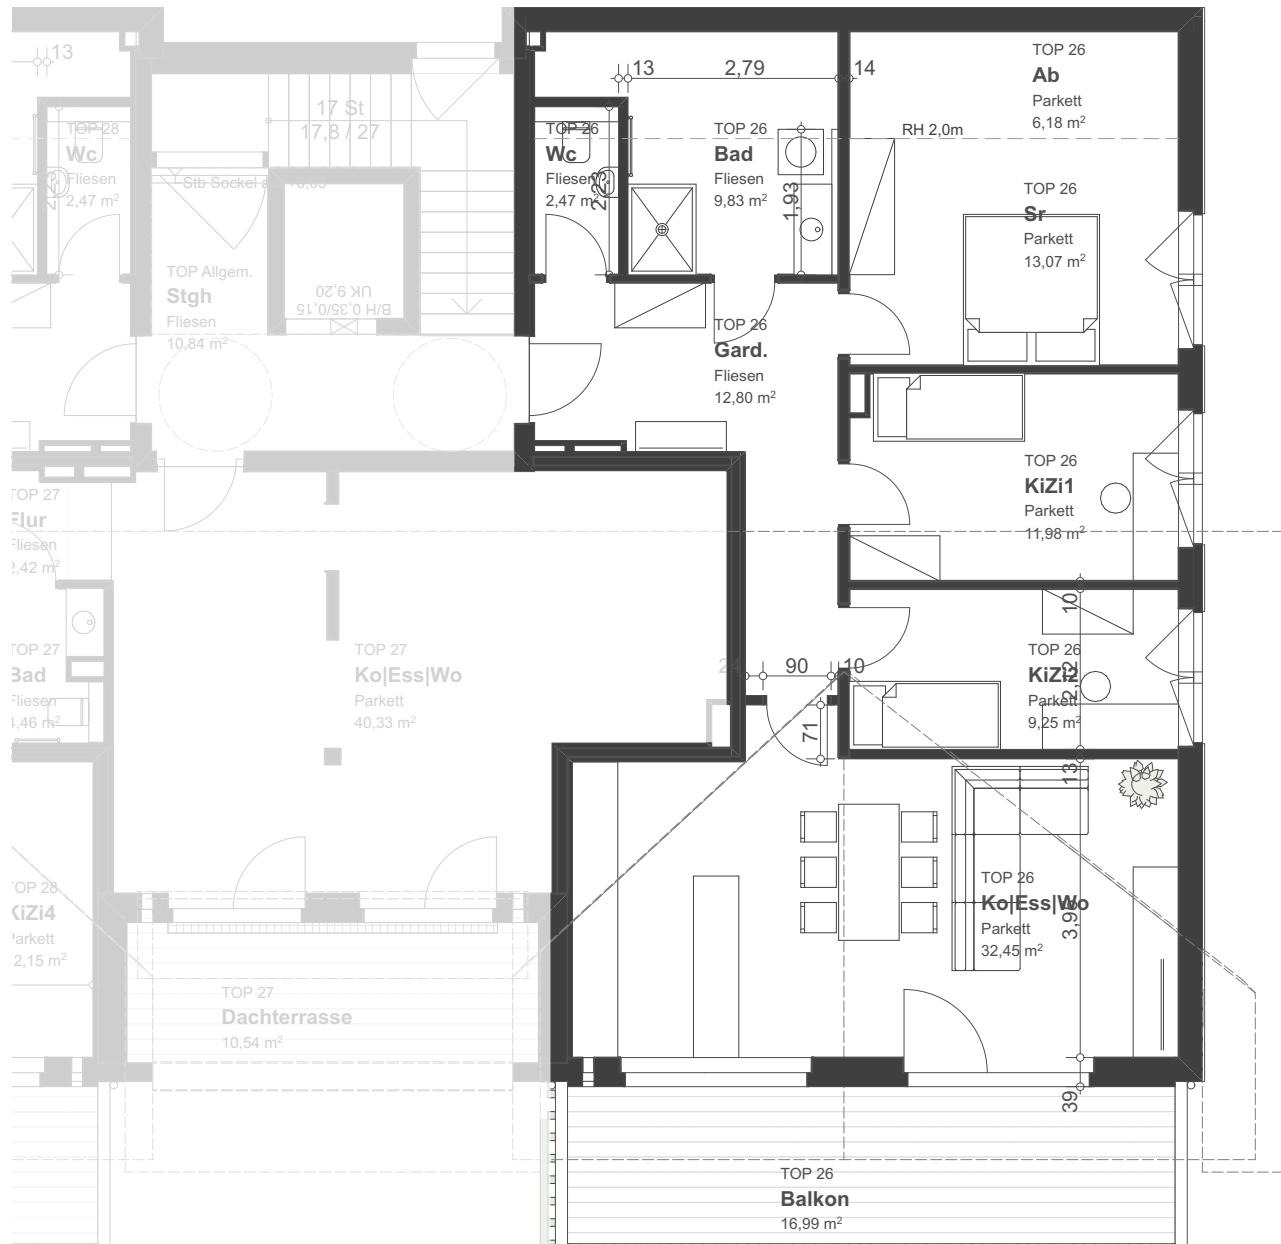 13
TOP 28
Wc
Fliesen
2,47 m²
17 St
17,8 / 27
TOP Allgem.
Stgh
Fliesen
10,84 m²
B/H 0,35/0,15
UK 9,20
13
2,79
14
TOP 26
Wc
Fliesen
2,47 m²
2,23
TOP 26
Bad
Fliesen
9,83 m²
1,93
TOP 26
Ab
Parkett
6,18 m²
RH 2,0m
TOP 26
Sr
Parkett
13,07 m²
TOP 26
Gard.
Fliesen
12,80 m²
TOP 26
KiZi1
Parkett
11,98 m²
TOP 27
Flur
Fliesen
2,42 m²
TOP 27
Bad
Fliesen
4,46 m²
TOP 27
Ko|Ess|Wo
Parkett
40,33 m²
24
90
10
71
10
TOP 26
KiZi2
Parkett
9,25 m²
13
TOP 28
KiZi4
Parkett
2,15 m²
TOP 26
Ko|Ess|Wo
Parkett
32,45 m²
TOP 27
Dachterrasse
10,54 m²
39
TOP 26
Balkon
16,99 m²